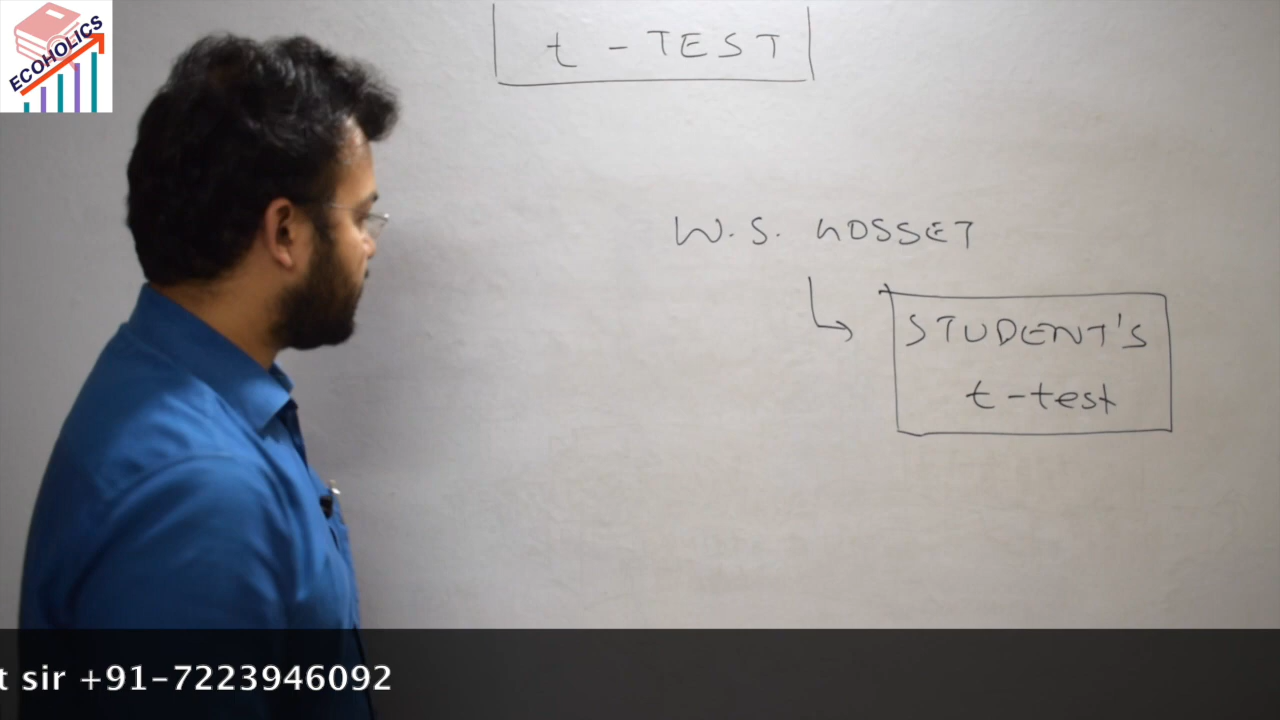 ECOHOLICS
t - TEST
W. S. GOSSET
STUDENT'S
t-test
t sir +91-7223946092